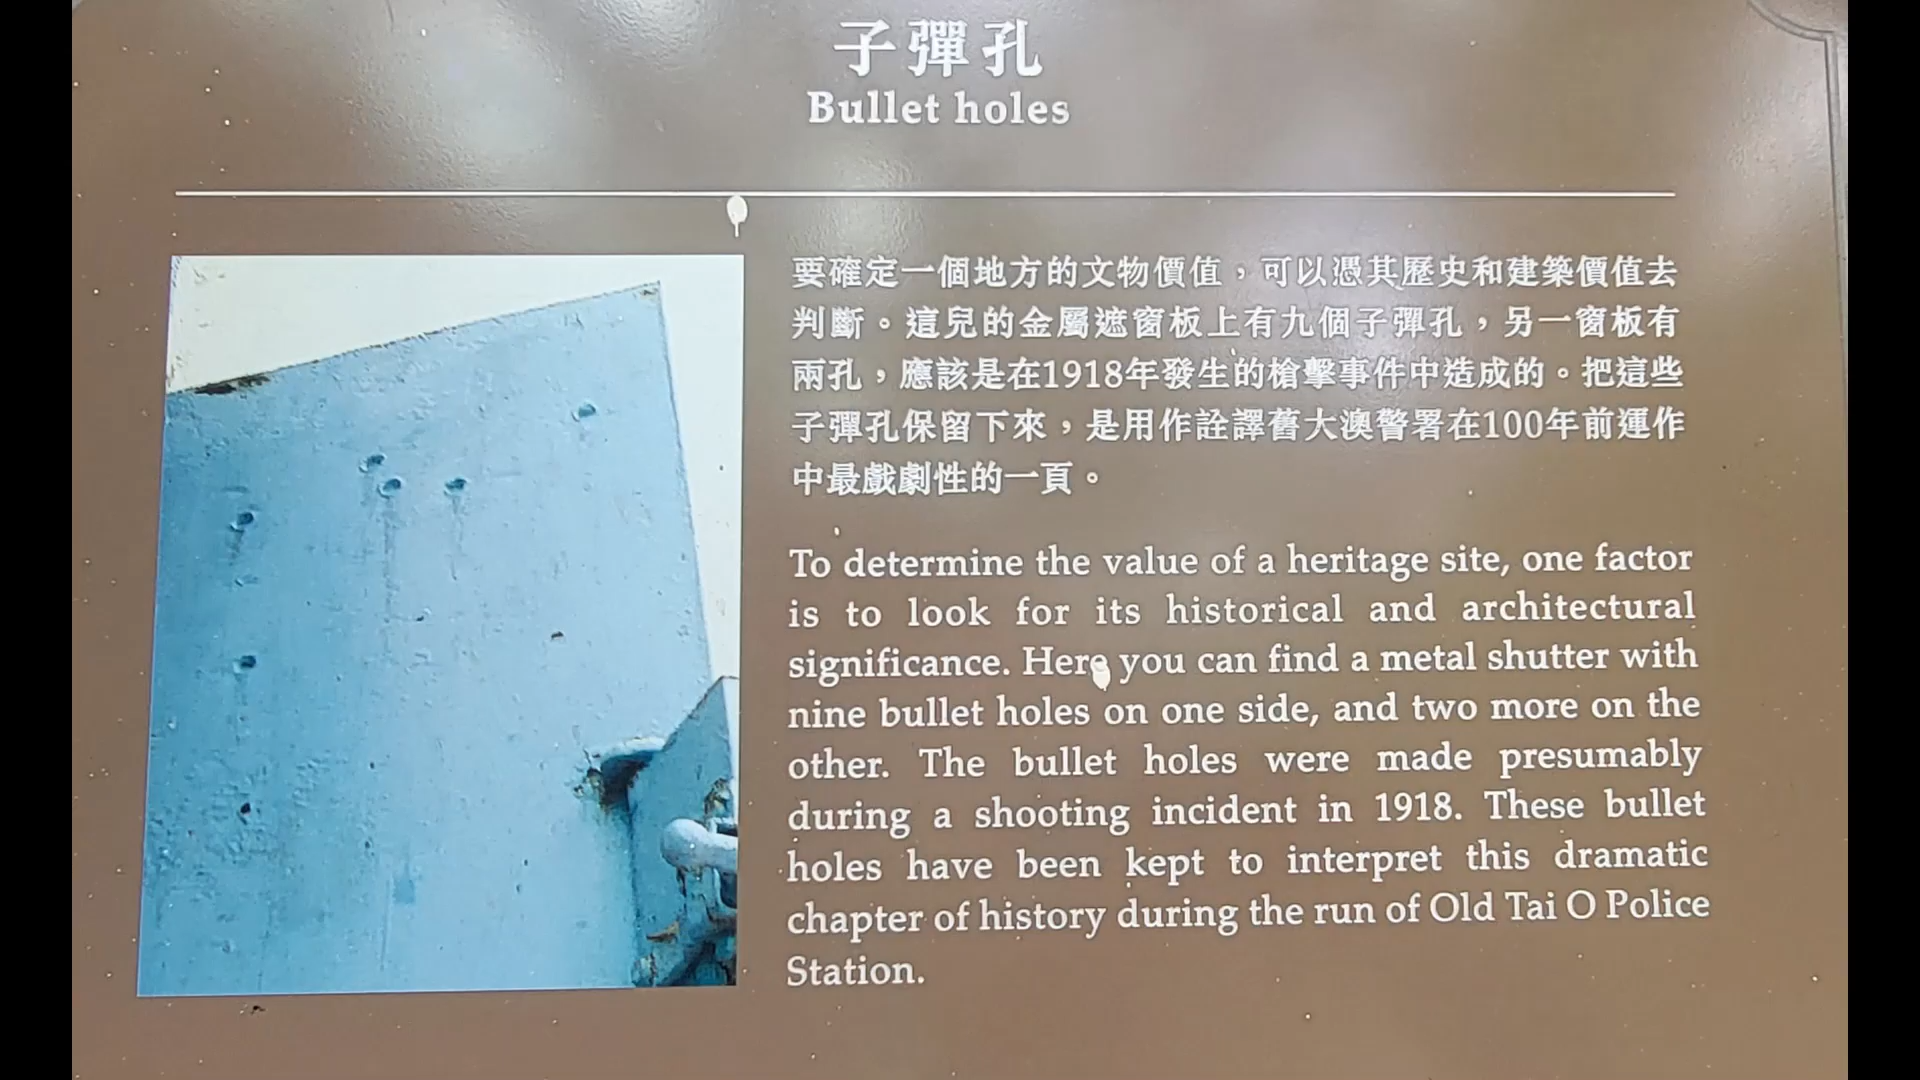 子彈孔
Bullet holes
要確定一個地方的文物價值，可以憑其歷史和建築價值去
判斷。這兒的金屬遮窗板上有九個子彈孔，另一窗板有
兩孔，應該是在1918年發生的槍擊事件中造成的。把這些
子彈孔保留下來，是用作詮譯舊大澳警署在100年前運作
中最戲劇性的一頁。
To determine the value of a heritage site, one factor
is to look for its historical and architectural
significance. Here you can find a metal shutter with
nine bullet holes on one side, and two more on the
other. The bullet holes were made presumably
during a shooting incident in 1918. These bullet
holes have been kept to interpret this dramatic
chapter of history during the run of Old Tai O Police
Station.